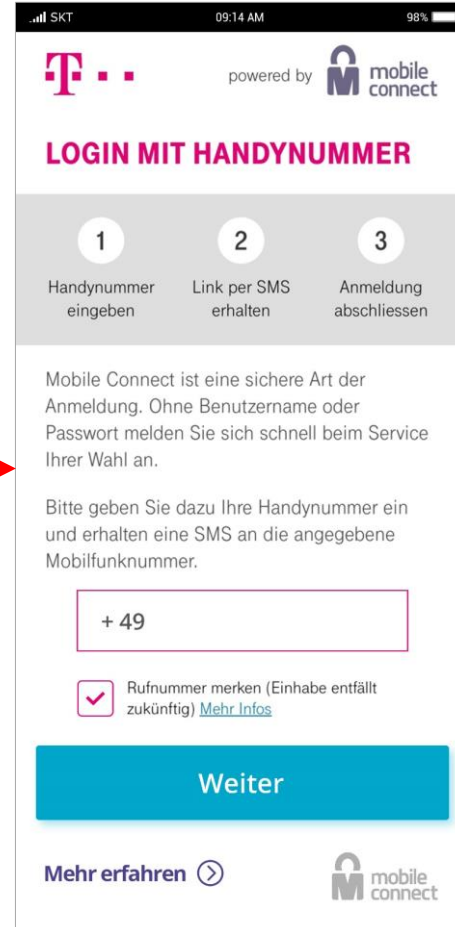 SKT 09:14 AM 98%
T
powered by mobile connect
LOGIN MIT HANDYNUMMER
1 2 3
Handynummer Link per SMS Anmeldung
eingeben erhalten abschliessen
Mobile Connect ist eine sichere Art der
Anmeldung. Ohne Benutzername oder
Passwort melden Sie sich schnell beim Service
Ihrer Wahl an.
Bitte geben Sie dazu Ihre Handynummer ein
und erhalten eine SMS an die angegebene
Mobilfunknummer.
+ 49
Rufnummer merken (Einhabe entfällt
zukünftig) Mehr Infos
Weiter
Mehr erfahren
mobile
connect